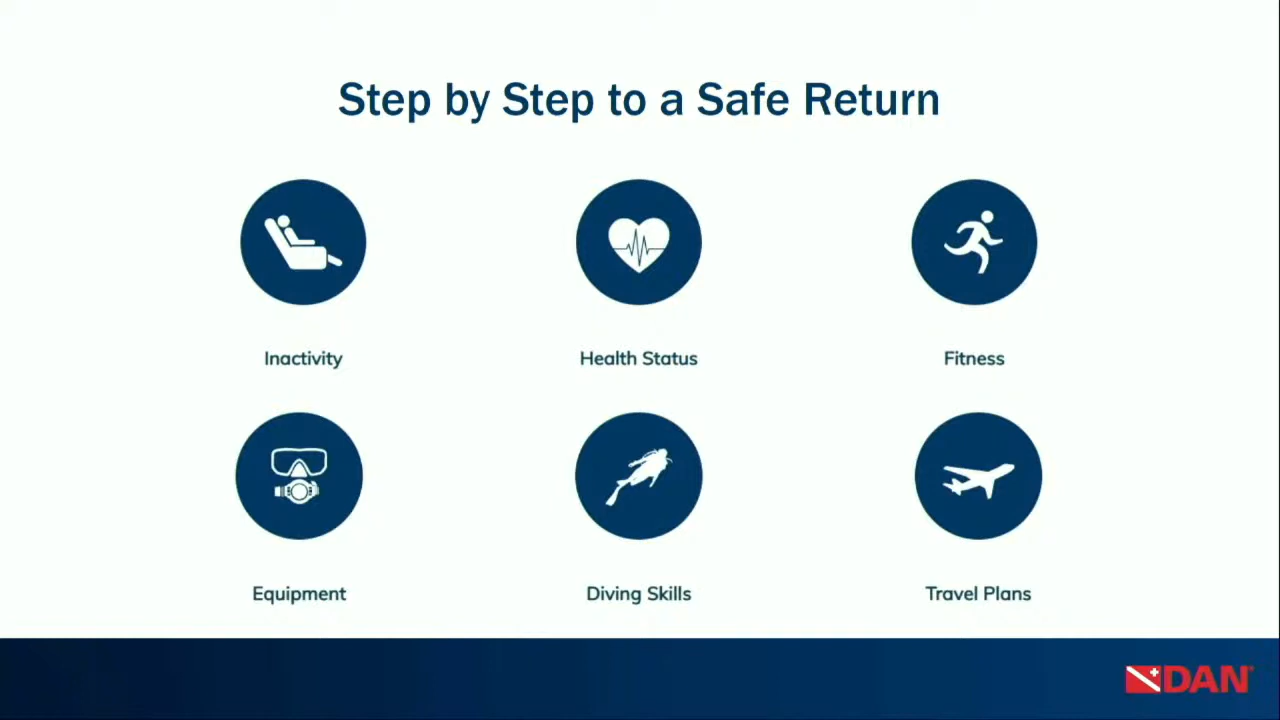 Step by Step to a Safe Return
Inactivity
Health Status
Fitness
Equipment
Diving Skills
Travel Plans
DAN